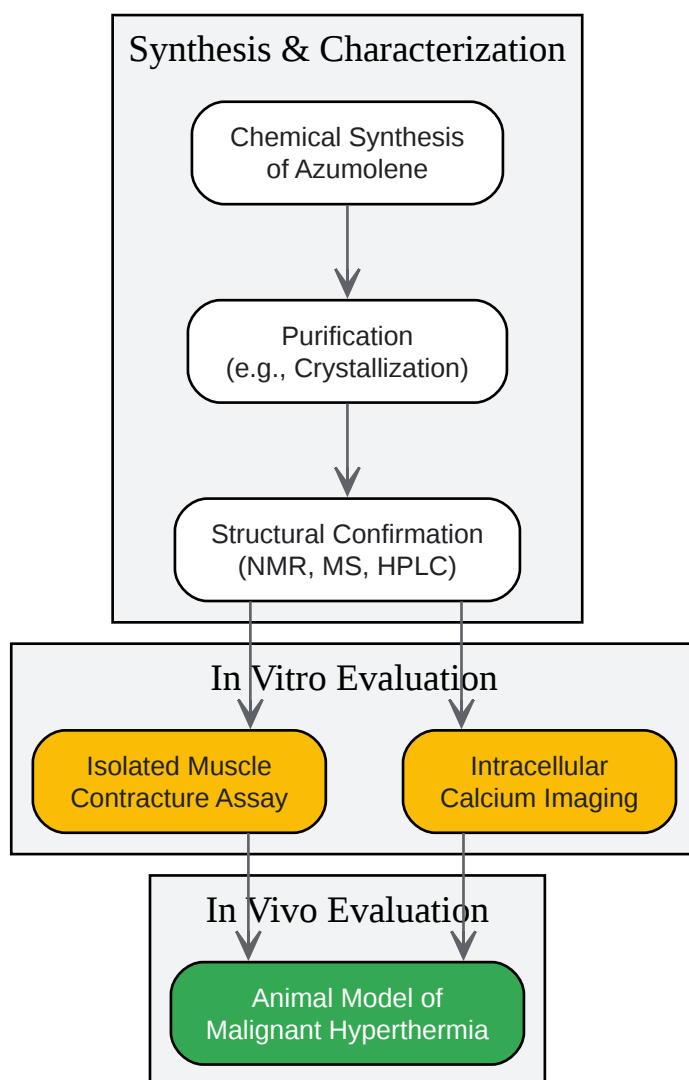 Synthesis & Characterization
Chemical Synthesis
of Azumolene
Purification
(e.g., Crystallization)
Structural Confirmation
(NMR, MS, HPLC)
In Vitro Evaluation
Isolated Muscle
Contracture Assay
Intracellular
Calcium Imaging
In Vivo Evaluation
Animal Model of
Malignant Hyperthermia